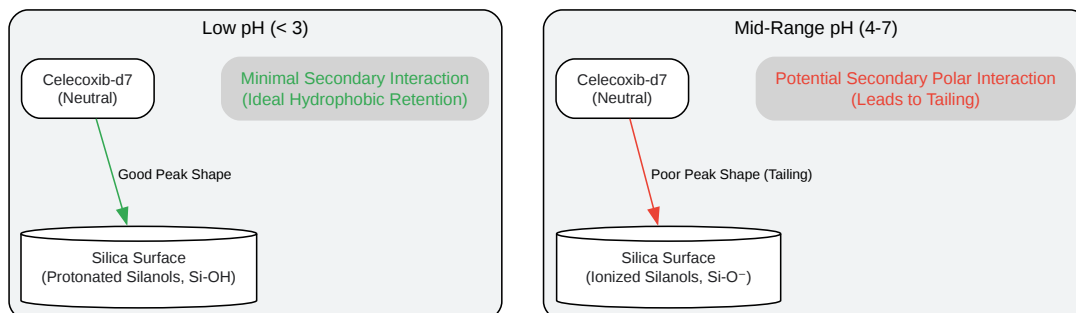 Low pH (< 3)
Celecoxib-d7
(Neutral)
Minimal Secondary Interaction
(Ideal Hydrophobic Retention)
Good Peak Shape
Silica Surface
(Protonated Silanols, Si-OH)
Mid-Range pH (4-7)
Celecoxib-d7
(Neutral)
Potential Secondary Polar Interaction
(Leads to Tailing)
Poor Peak Shape (Tailing)
Silica Surface
(Ionized Silanols, Si-O⁻)